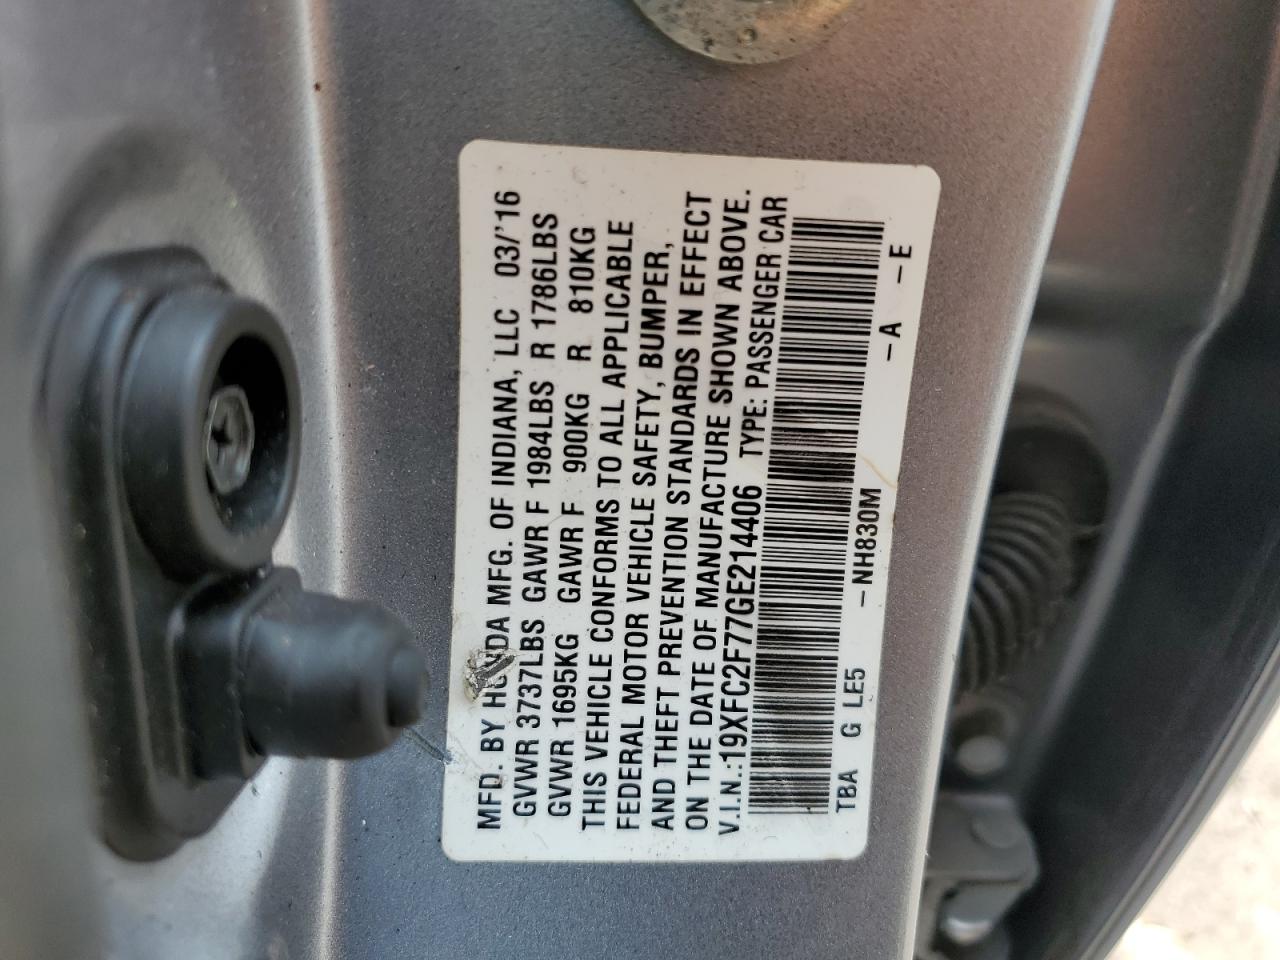 MFD. BY HONDA MFG. OF INDIANA, LLC 03/'16
GVWR 3737LBS GAWR F 1984LBS R 1786LBS
GVWR 1695KG GAWR F 900KG R 810KG
THIS VEHICLE CONFORMS TO ALL APPLICABLE
FEDERAL MOTOR VEHICLE SAFETY, BUMPER,
AND THEFT PREVENTION STANDARDS IN EFFECT
ON THE DATE OF MANUFACTURE SHOWN ABOVE.
V.I.N.:19XFC2F77GE214406 TYPE: PASSENGER CAR
TBA G LE5 –NH830M –A –E